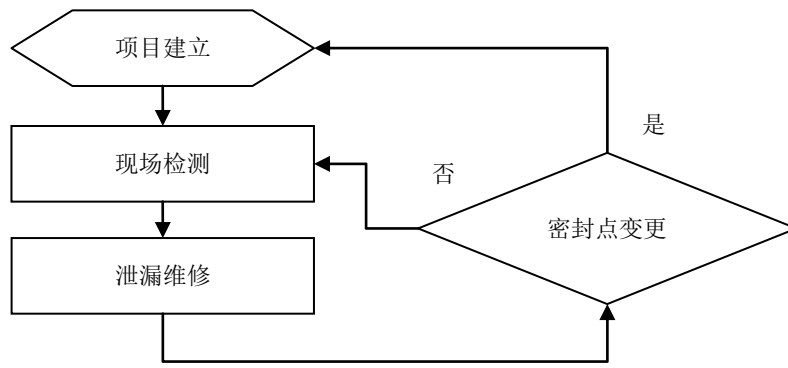 项目建立
是
现场检测
否
密封点变更
泄漏维修